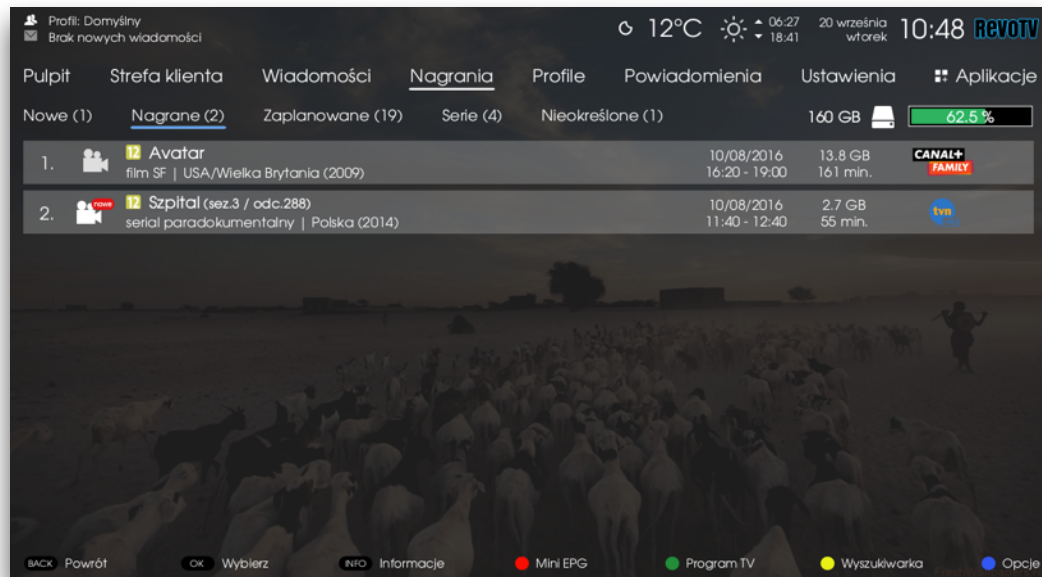 Profil: Domyślny
Brak nowych wiadomości
12°C
06:27
18:41
20 września
wtorek
10:48
RevoTV
Pulpit Strefa klienta Wiadomości Nagrania Profile Powiadomienia Ustawienia Aplikacje
Nowe (1) Nagrane (2) Zaplanowane (19) Serie (4) Nieokreślone (1) 160 GB 62.5 %
1. 12 Avatar 10/08/2016 13.8 GB CANAL+
film SF | USA/Wielka Brytania (2009) 16:20 - 19:00 161 min. FAMILY
2. nowe 12 Szpital (sez.3 / odc.288) 10/08/2016 2.7 GB tvn
serial paradokumentalny | Polska (2014) 11:40 - 12:40 55 min.
BACK Powrót OK Wybierz INFO Informacje Mini EPG Program TV Wyszukiwarka Opcje